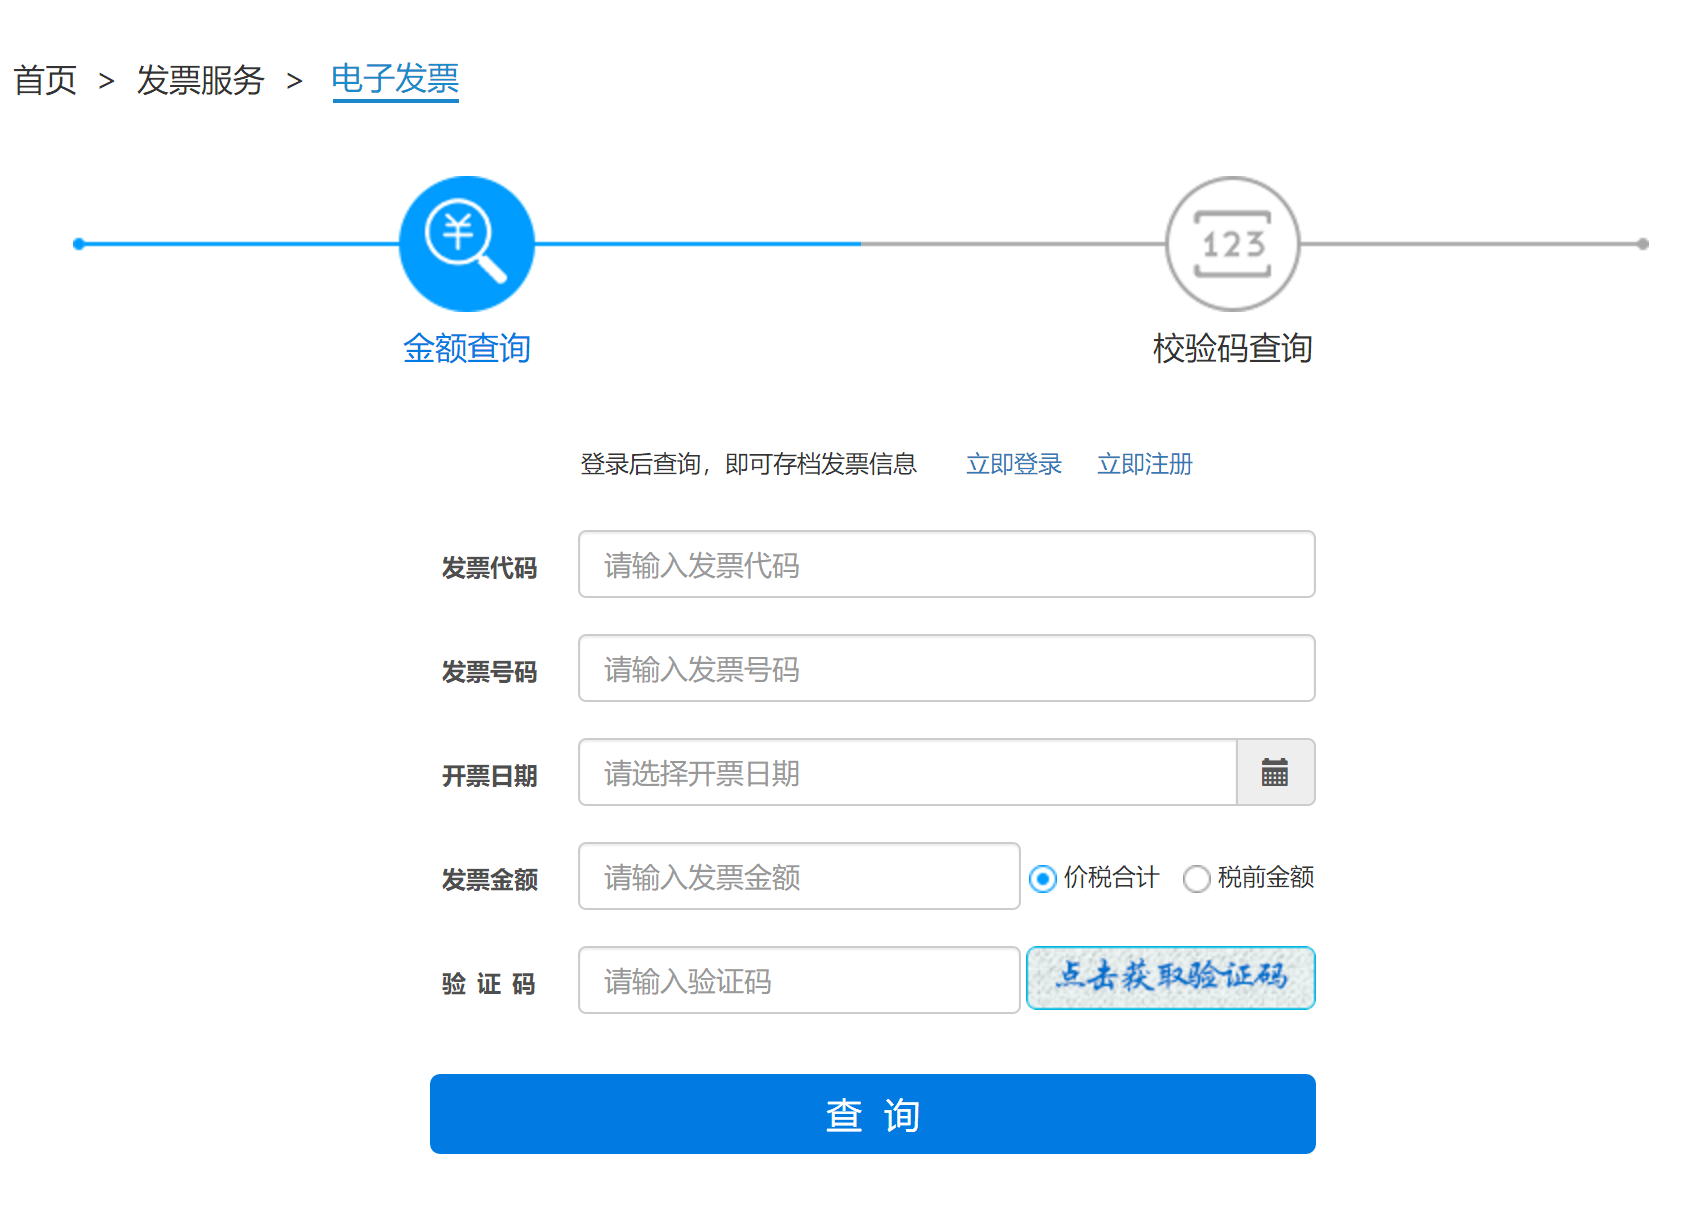 首页 > 发票服务 > 电子发票
¥ 123
金额查询 校验码查询
登录后查询，即可存档发票信息 立即登录 立即注册
发票代码 请输入发票代码
发票号码 请输入发票号码
开票日期 请选择开票日期
发票金额 请输入发票金额 价税合计 税前金额
验 证 码 请输入验证码 点击获取验证码
查 询